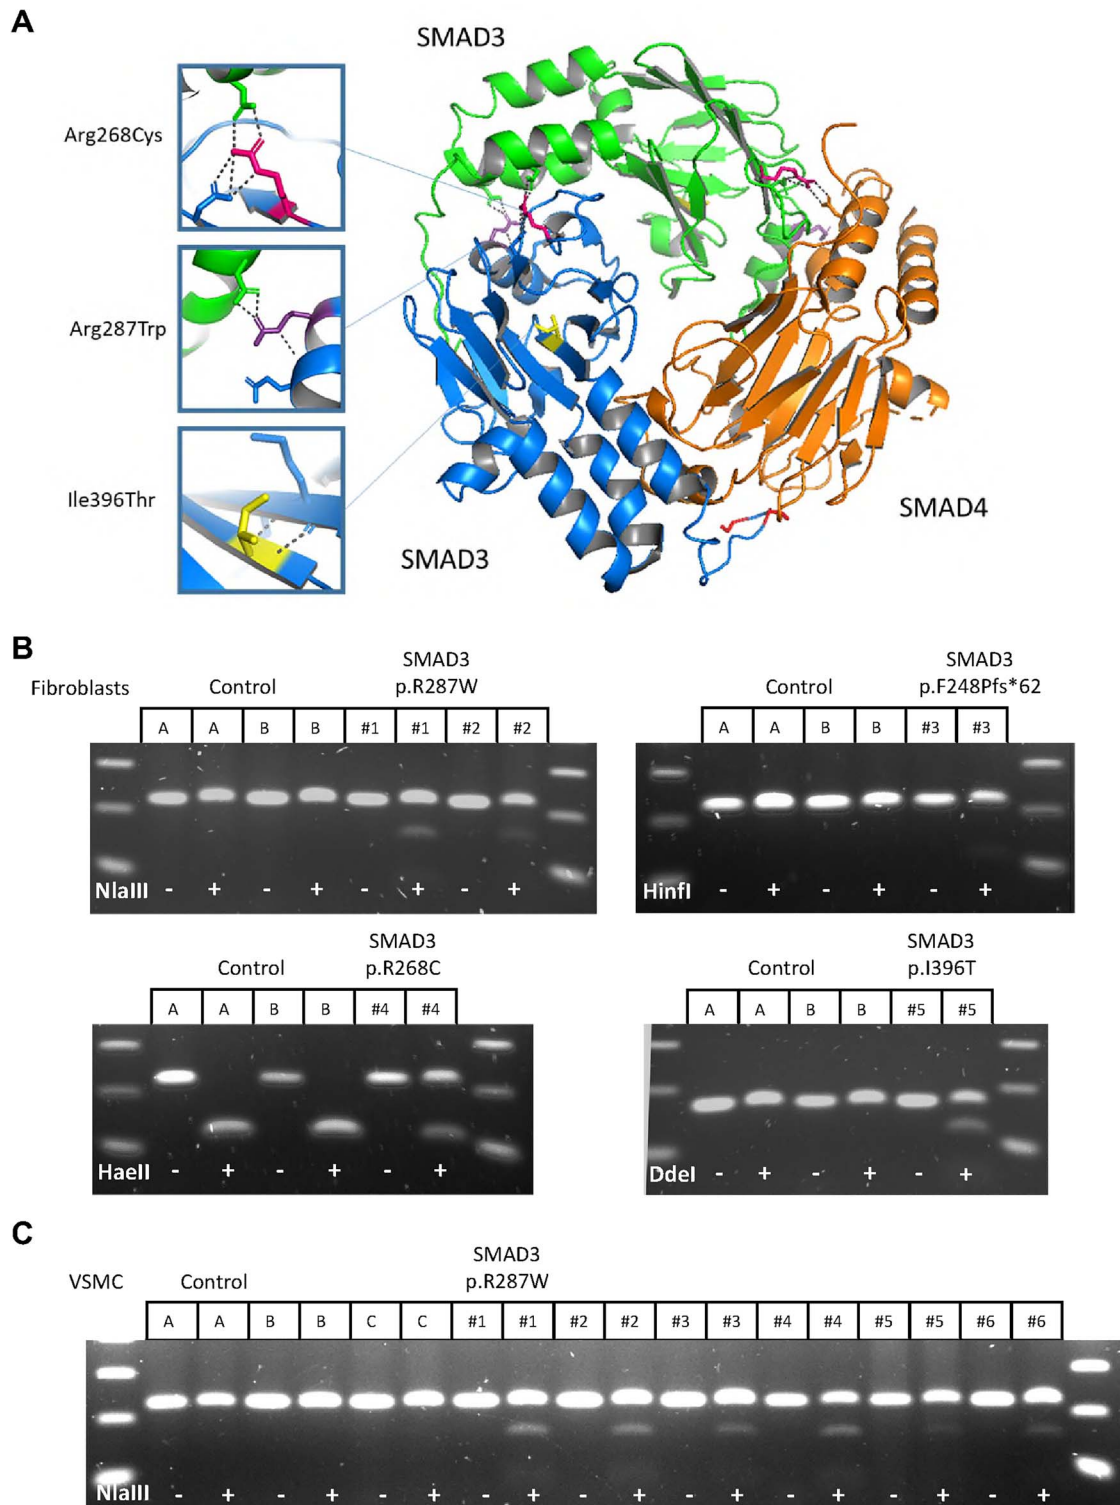 A
SMAD3
Arg268Cys
Arg287Trp
Ile396Thr
SMAD4
SMAD3
B
Fibroblasts
Control
SMAD3
p.R287W
A A B B #1 #1 #2 #2
NlaIII - + - + - + - +
Control
SMAD3
p.F248Pfs*62
A A B B #3 #3
HinfI - + - + - +
Control
SMAD3
p.R268C
A A B B #4 #4
HaeII - + - + - +
Control
SMAD3
p.I396T
A A B B #5 #5
DdeI - + - + - +
C
VSMC
Control
SMAD3
p.R287W
A A B B C C #1 #1 #2 #2 #3 #3 #4 #4 #5 #5 #6 #6
NlaIII - + - + - + - + - + - + - + - + - +